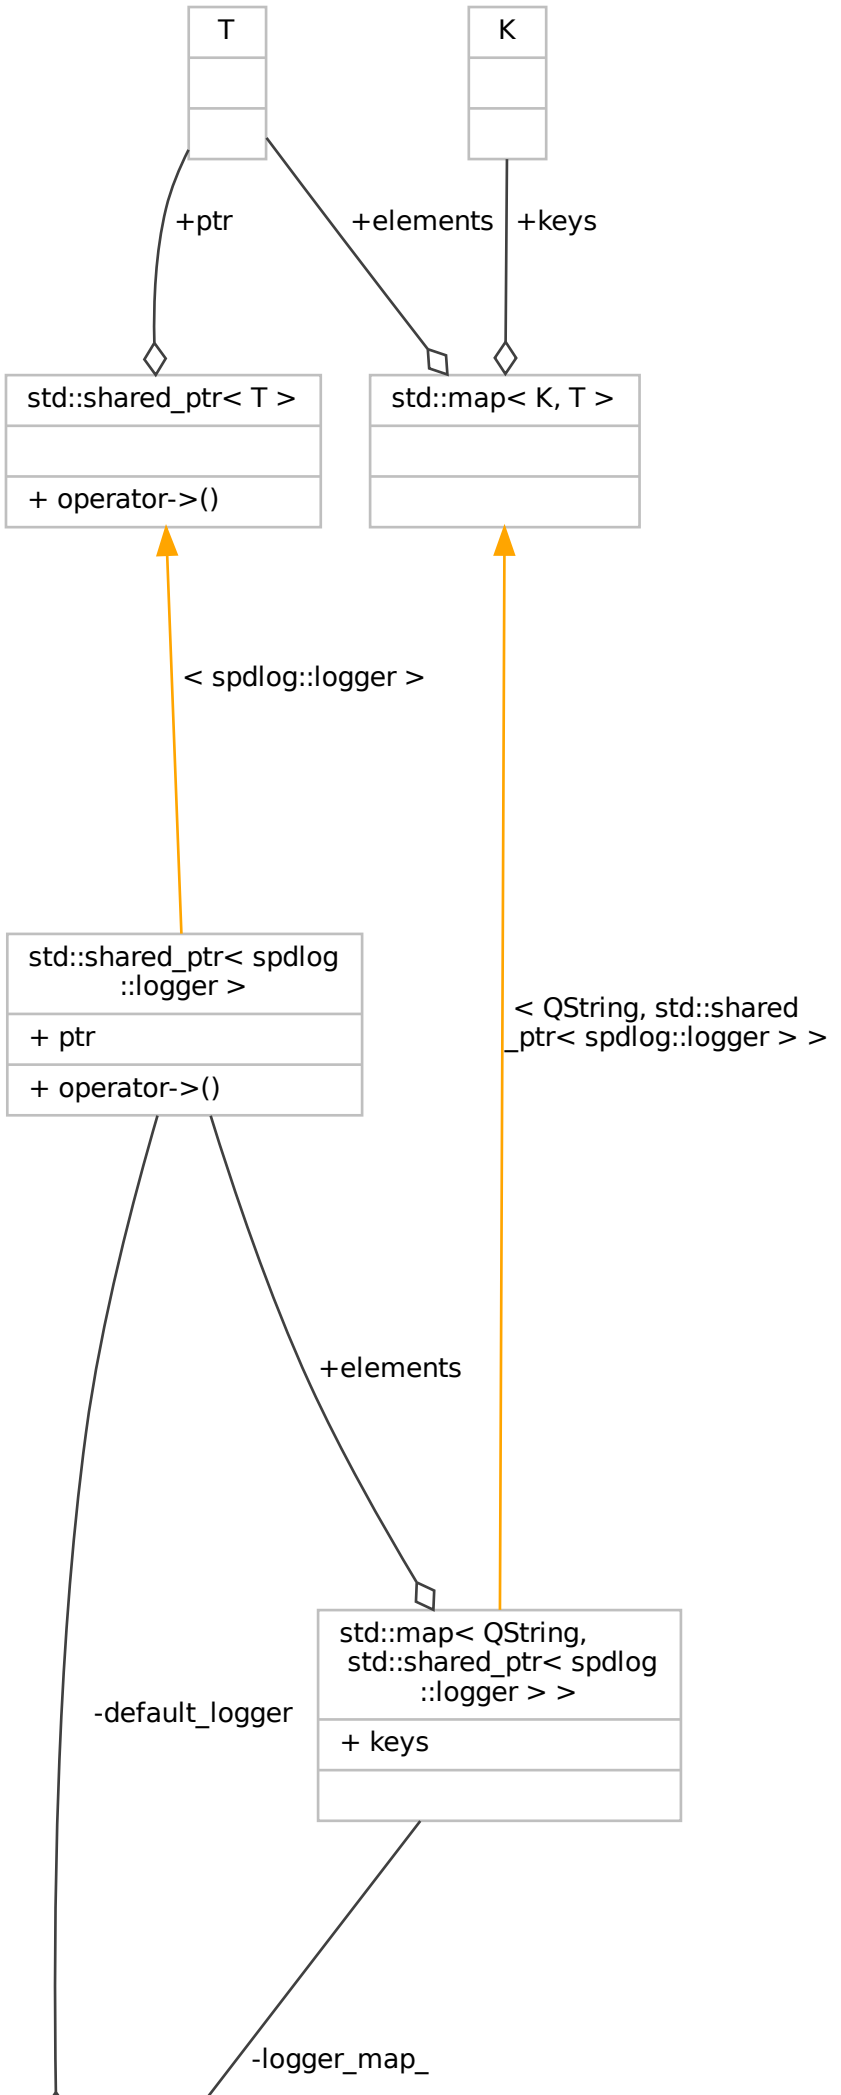 T
K
+ptr
+elements
+keys
std::shared_ptr< T >
+ operator->()
std::map< K, T >
< spdlog::logger >
std::shared_ptr< spdlog
::logger >
+ ptr
+ operator->()
< QString, std::shared
_ptr< spdlog::logger > >
+elements
std::map< QString,
std::shared_ptr< spdlog
::logger > >
+ keys
-default_logger
-logger_map_